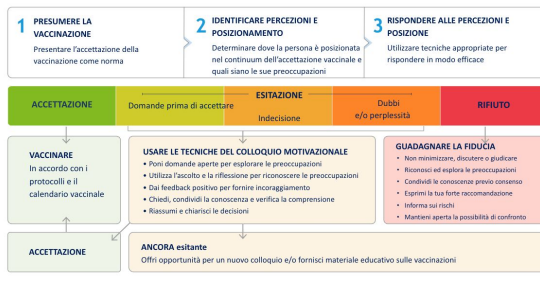 1
PRESUMERE LA
VACCINAZIONE
Presentare l'accettazione della
vaccinazione come norma
2
IDENTIFICARE PERCEZIONI E
POSIZIONAMENTO
Determinare dove la persona è posizionata
nel continuum dell'accettazione vaccinale e
quali siano le sue preoccupazioni
3
RISPONDERE ALLE PERCEZIONI E
POSIZIONE
Utilizzare tecniche appropriate per
rispondere in modo efficace
ACCETTAZIONE
ESITAZIONE
Domande prima di accettare
Indecisione
Dubbi
e/o perplessità
RIFIUTO
VACCINARE
In accordo con i
protocolli e il
calendario vaccinale
USARE LE TECNICHE DEL COLLOQUIO MOTIVAZIONALE
• Poni domande aperte per esplorare le preoccupazioni
• Utilizza l'ascolto e la riflessione per riconoscere le preoccupazioni
• Dai feedback positivo per fornire incoraggiamento
• Chiedi, condividi la conoscenza e verifica la comprensione
• Riassumi e chiarisci le decisioni
GUADAGNARE LA FIDUCIA
• Non minimizzare, discutere o giudicare
• Riconosci ed esplora le preoccupazioni
• Condividi le conoscenze previo consenso
• Esprimi la tua forte raccomandazione
• Informa sui rischi
• Mantieni aperta la possibilità di confronto
ACCETTAZIONE
ANCORA esitante
Offri opportunità per un nuovo colloquio e/o fornisci materiale educativo sulle vaccinazioni